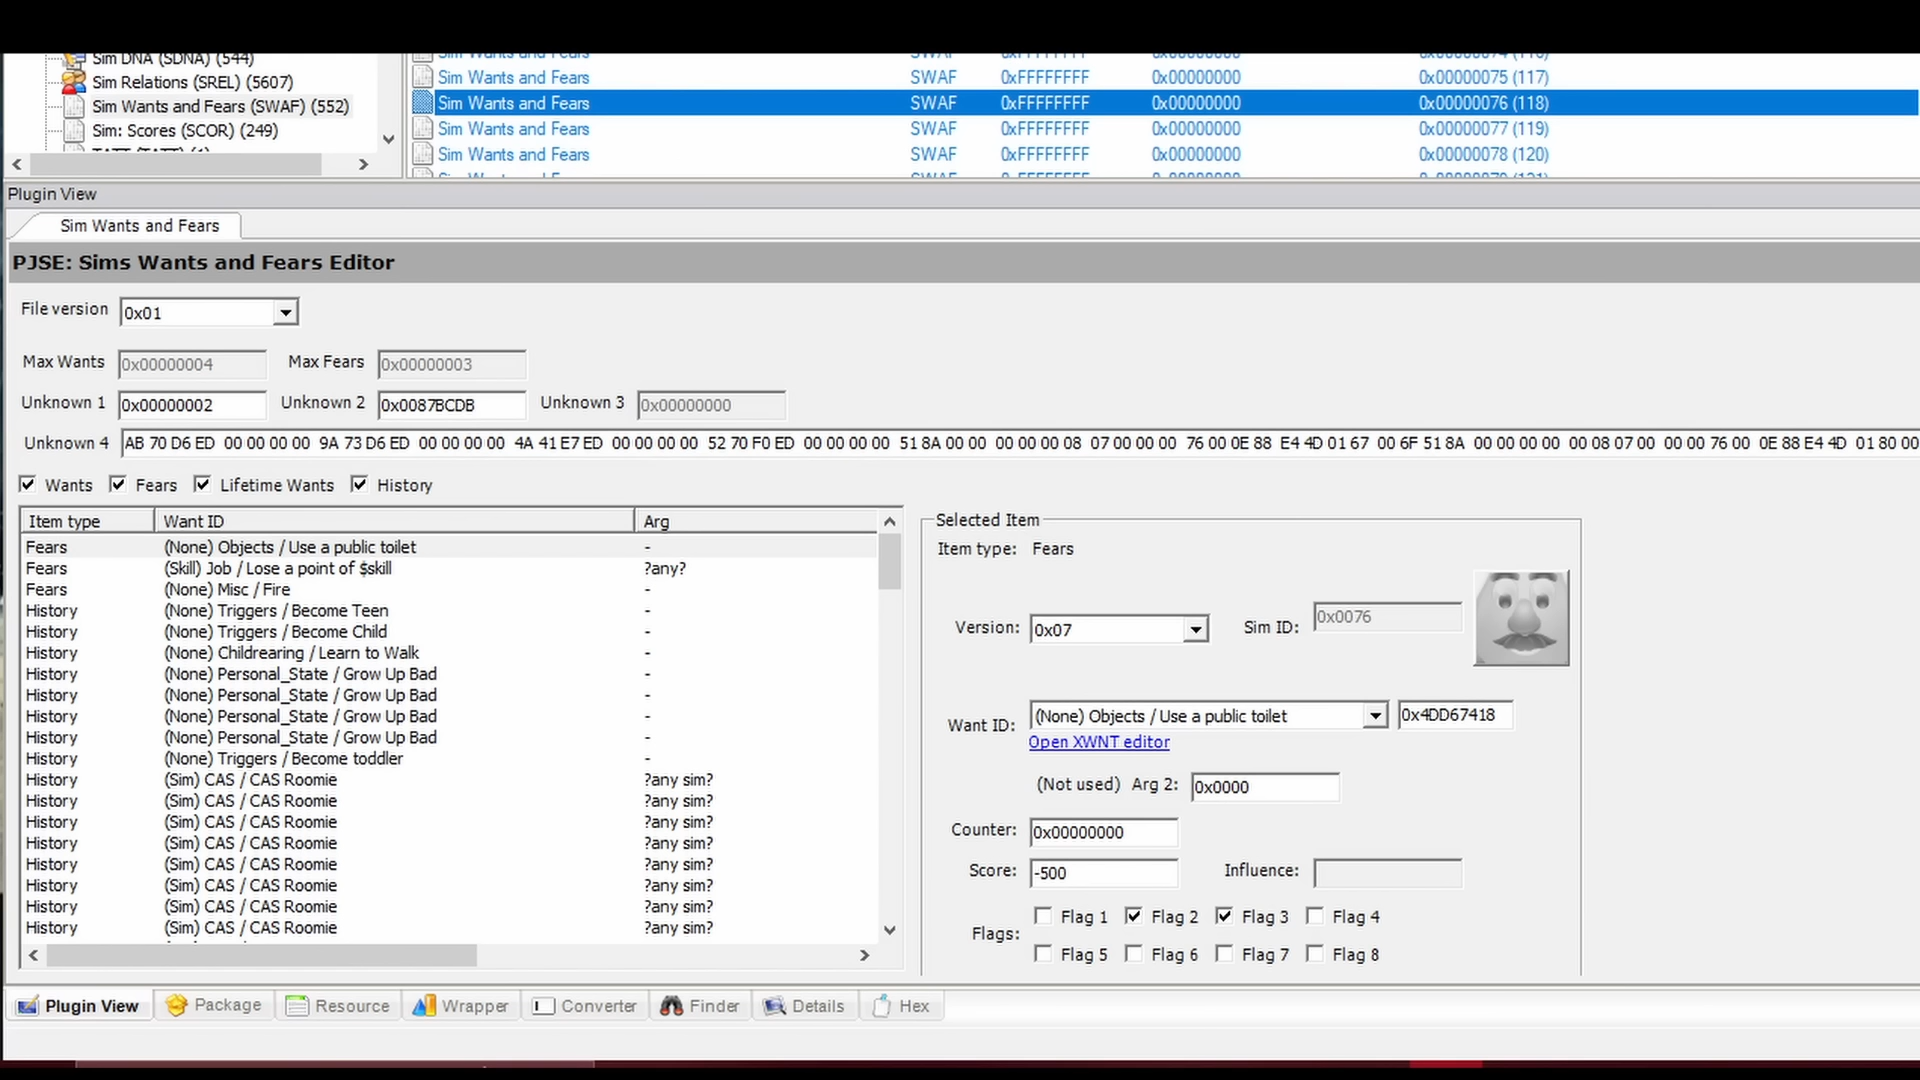 Sim DNA (SDNA) (544)
Sim Relations (SREL) (5607)
Sim Wants and Fears (SWAF) (552)
Sim: Scores (SCOR) (249)
Sim Wants and Fears SWAF 0xFFFFFFFF 0x00000000 0x00000075 (117)
Sim Wants and Fears SWAF 0xFFFFFFFF 0x00000000 0x00000076 (118)
Sim Wants and Fears SWAF 0xFFFFFFFF 0x00000000 0x00000077 (119)
Sim Wants and Fears SWAF 0xFFFFFFFF 0x00000000 0x00000078 (120)
Plugin View
Sim Wants and Fears
PJSE: Sims Wants and Fears Editor
File version 0x01
Max Wants 0x00000004 Max Fears 0x00000003
Unknown 1 0x00000002 Unknown 2 0x0087BCDB Unknown 3 0x00000000
Unknown 4 AB 70 D6 ED 00 00 00 00 9A 73 D6 ED 00 00 00 00 4A 41 E7 ED 00 00 00 00 52 70 F0 ED 00 00 00 00 51 8A 00 00 00 00 00 08 07 00 00 00 76 00 0E 88 E4 4D 01 67 00 6F 51 8A 00 00 00 00 00 08 07 00 00 00 76 00 0E 88 E4 4D 01 80 00
Wants Fears Lifetime Wants History
Item type Want ID Arg
Fears (None) Objects / Use a public toilet -
Fears (Skill) Job / Lose a point of $skill ?any?
Fears (None) Misc / Fire -
History (None) Triggers / Become Teen -
History (None) Triggers / Become Child -
History (None) Childrearing / Learn to Walk -
History (None) Personal_State / Grow Up Bad -
History (None) Personal_State / Grow Up Bad -
History (None) Personal_State / Grow Up Bad -
History (None) Personal_State / Grow Up Bad -
History (None) Triggers / Become toddler -
History (Sim) CAS / CAS Roomie ?any sim?
History (Sim) CAS / CAS Roomie ?any sim?
History (Sim) CAS / CAS Roomie ?any sim?
History (Sim) CAS / CAS Roomie ?any sim?
History (Sim) CAS / CAS Roomie ?any sim?
History (Sim) CAS / CAS Roomie ?any sim?
History (Sim) CAS / CAS Roomie ?any sim?
History (Sim) CAS / CAS Roomie ?any sim?
Selected Item
Item type: Fears
Version: 0x07 Sim ID: 0x0076
Want ID: (None) Objects / Use a public toilet 0x4DD67418
Open XWNT editor
(Not used) Arg 2: 0x0000
Counter: 0x00000000
Score: -500 Influence:
Flags: Flag 1 Flag 2 Flag 3 Flag 4
Flag 5 Flag 6 Flag 7 Flag 8
Plugin View Package Resource Wrapper Converter Finder Details Hex